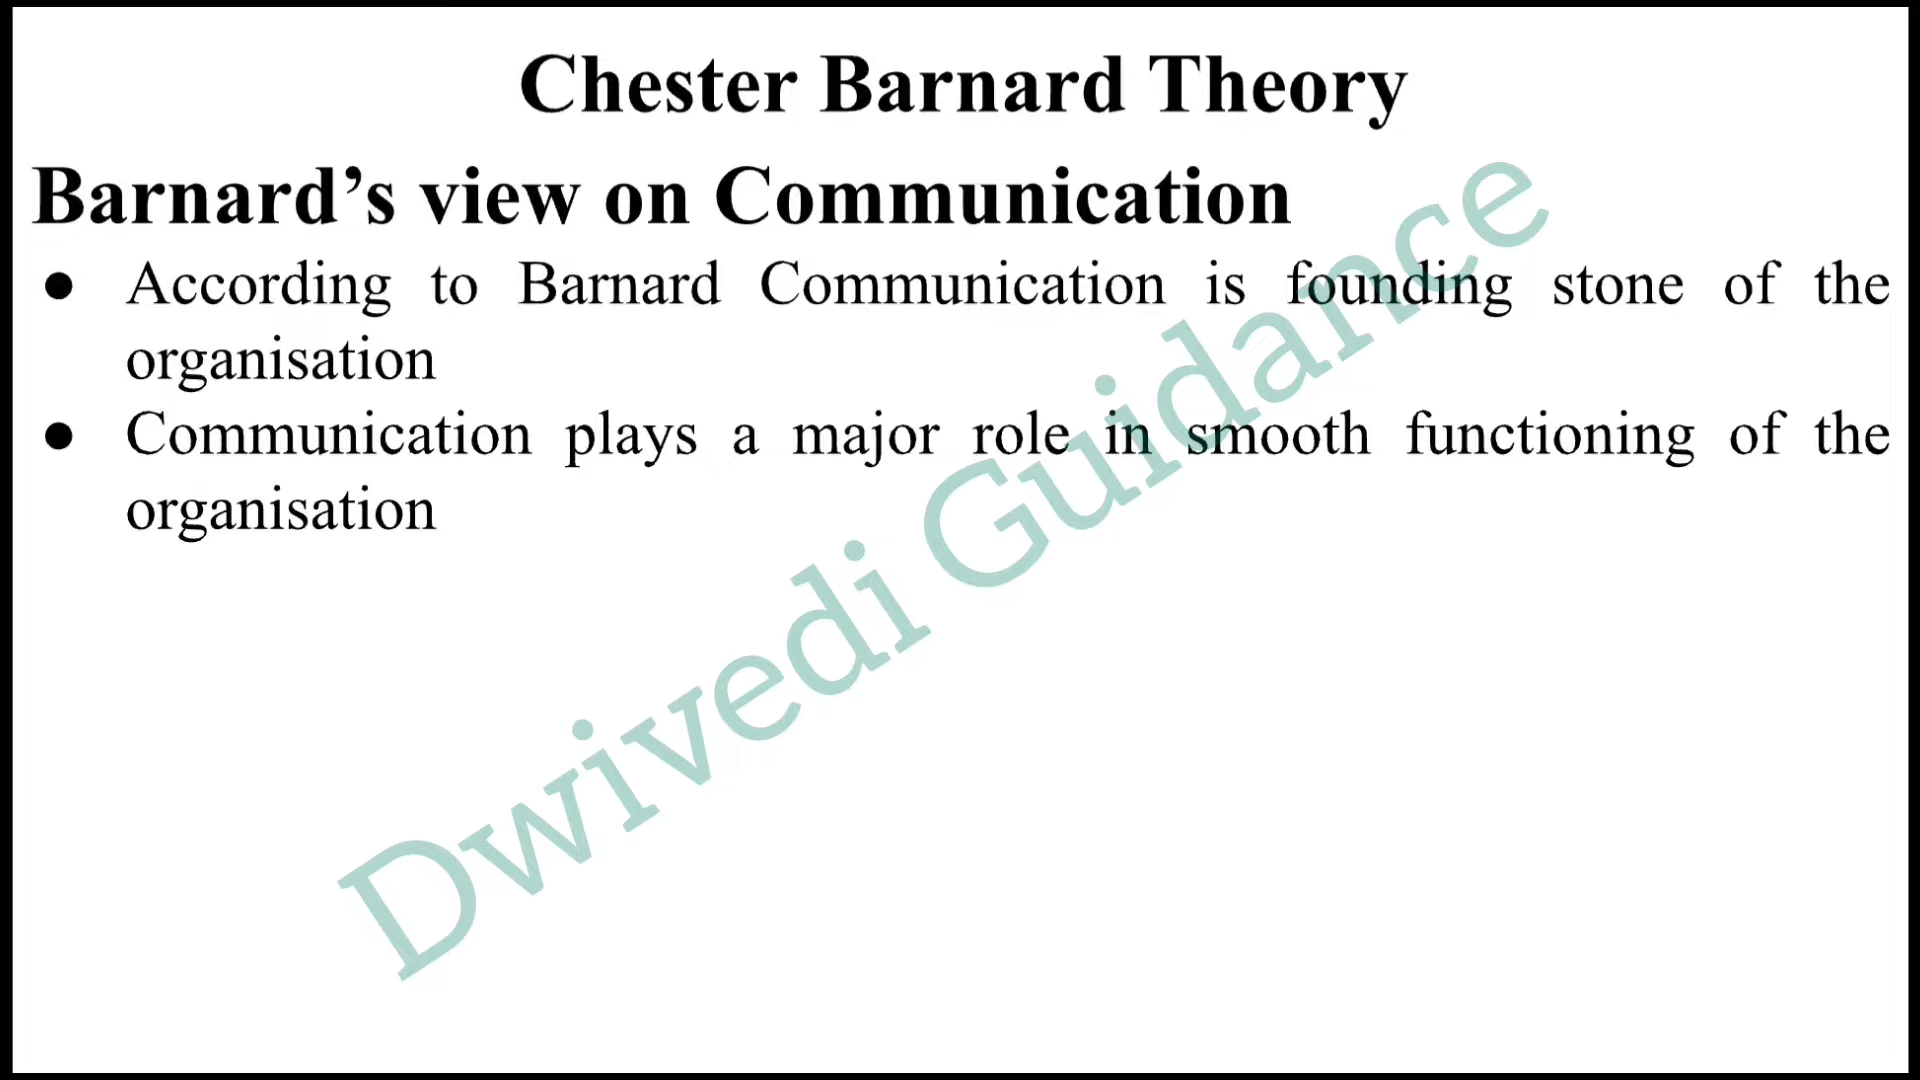 Chester Barnard Theory
Barnard’s view on Communication
● According to Barnard Communication is founding stone of the
organisation
● Communication plays a major role in smooth functioning of the
organisation
Dwivedi Guidance